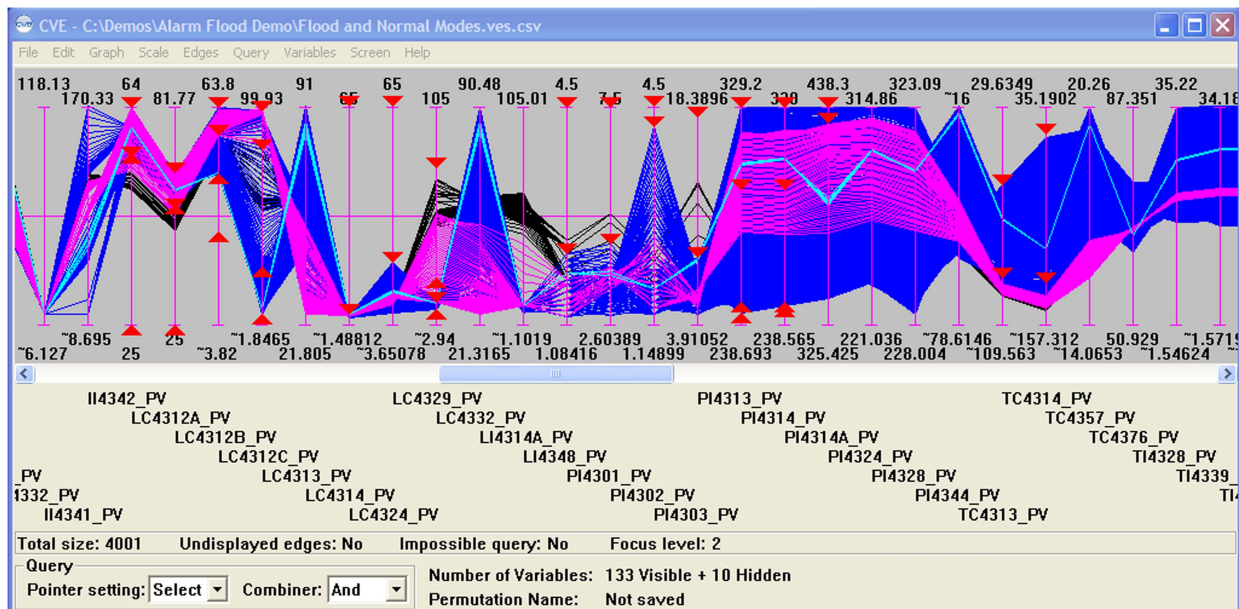 CVE - C:\Demos\Alarm Flood Demo\Flood and Normal Modes.ves.csv
File Edit Graph Scale Edges Query Variables Screen Help
118.13 64 63.8 91 65 90.48 4.5 4.5 329.2 438.3 323.09 29.6349 20.26 35.22
170.33 81.77 99.93 65 105 105.01 7.5 18.3896 339 314.86 ~16 35.1902 87.351 34.18
~8.695 25 ~1.8465 ~1.48812 ~2.94 ~1.1019 2.60389 3.91052 238.565 221.036 ~78.6146 ~157.312 50.929 ~1.5719
~6.127 25 ~3.82 21.805 ~3.65078 21.3165 1.08416 1.14899 238.693 325.425 228.004 ~109.563 ~14.0653 ~1.54624
II4342_PV LC4329_PV PI4313_PV TC4314_PV
LC4312A_PV LC4332_PV PI4314_PV TC4357_PV
LC4312B_PV LI4314A_PV PI4314A_PV TC4376_PV
LC4312C_PV LI4348_PV PI4324_PV TI4328_PV
_PV LC4313_PV PI4301_PV PI4328_PV TI4339_
4332_PV LC4314_PV PI4302_PV PI4344_PV TI4
II4341_PV LC4324_PV PI4303_PV TC4313_PV
Total size: 4001 Undisplayed edges: No Impossible query: No Focus level: 2
Query
Pointer setting: Select Combiner: And
Number of Variables: 133 Visible + 10 Hidden
Permutation Name: Not saved